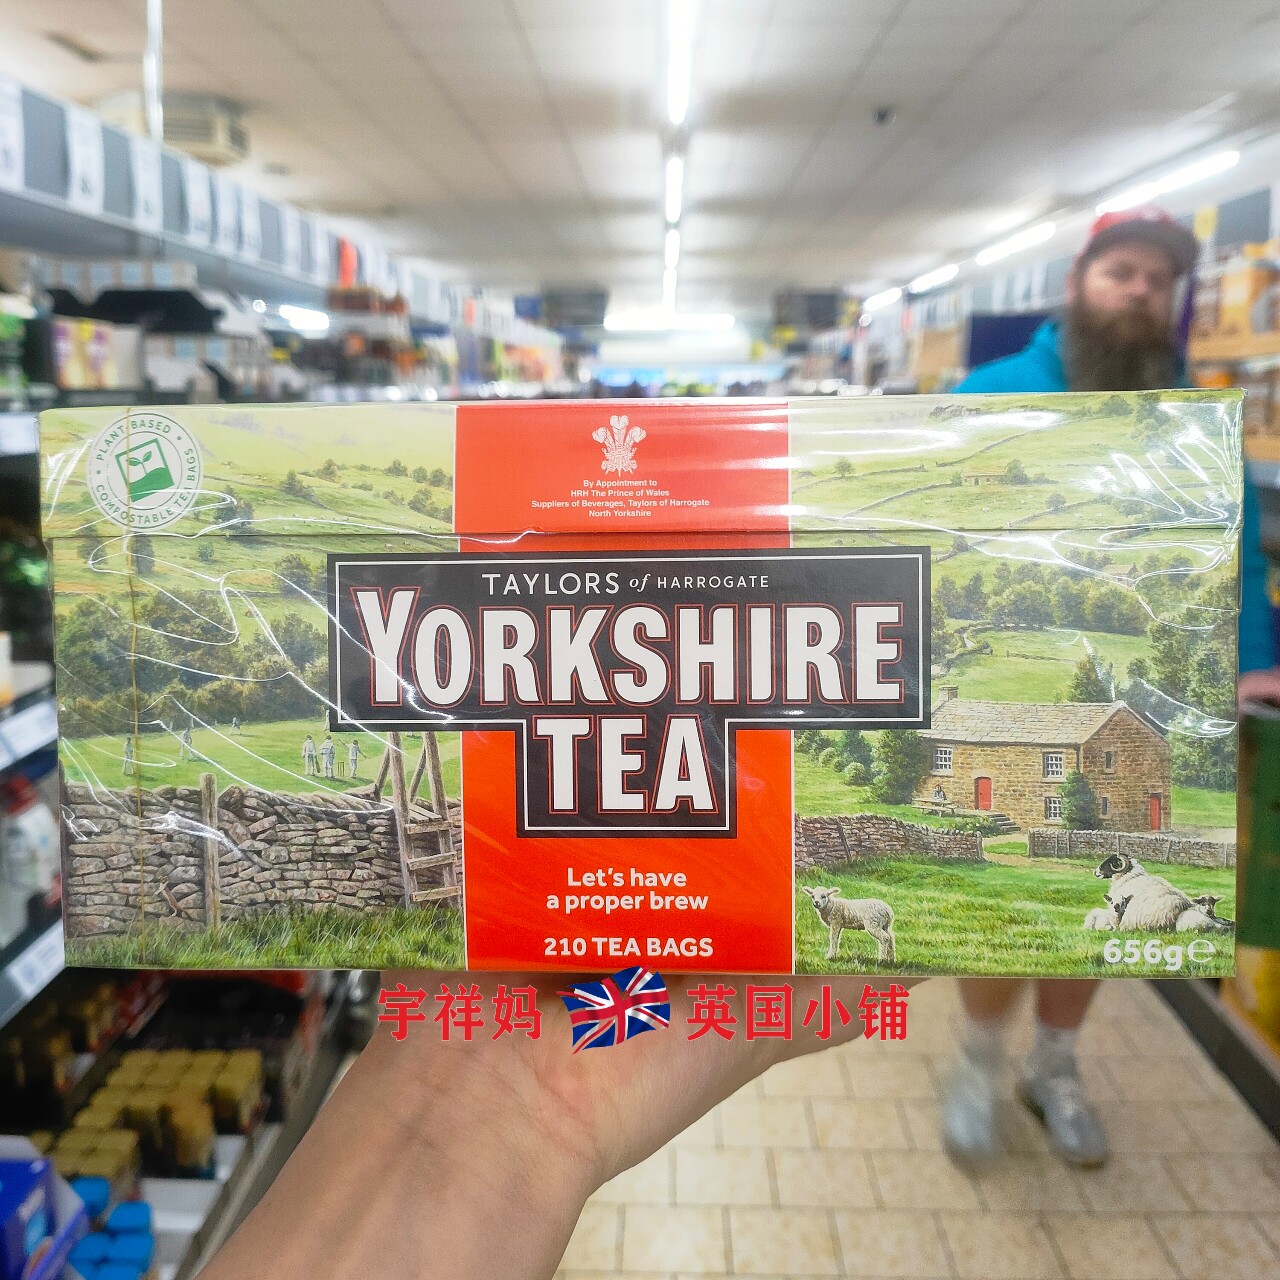 PLANT-BASED
COMPOSTABLE TEA BAGS
By Appointment to
HRH The Prince of Wales
Suppliers of Beverages, Taylors of Harrogate
North Yorkshire
TAYLORS of HARROGATE
YORKSHIRE
TEA
Let's have
a proper brew
210 TEA BAGS
656g℮
宇祥妈 英国小铺